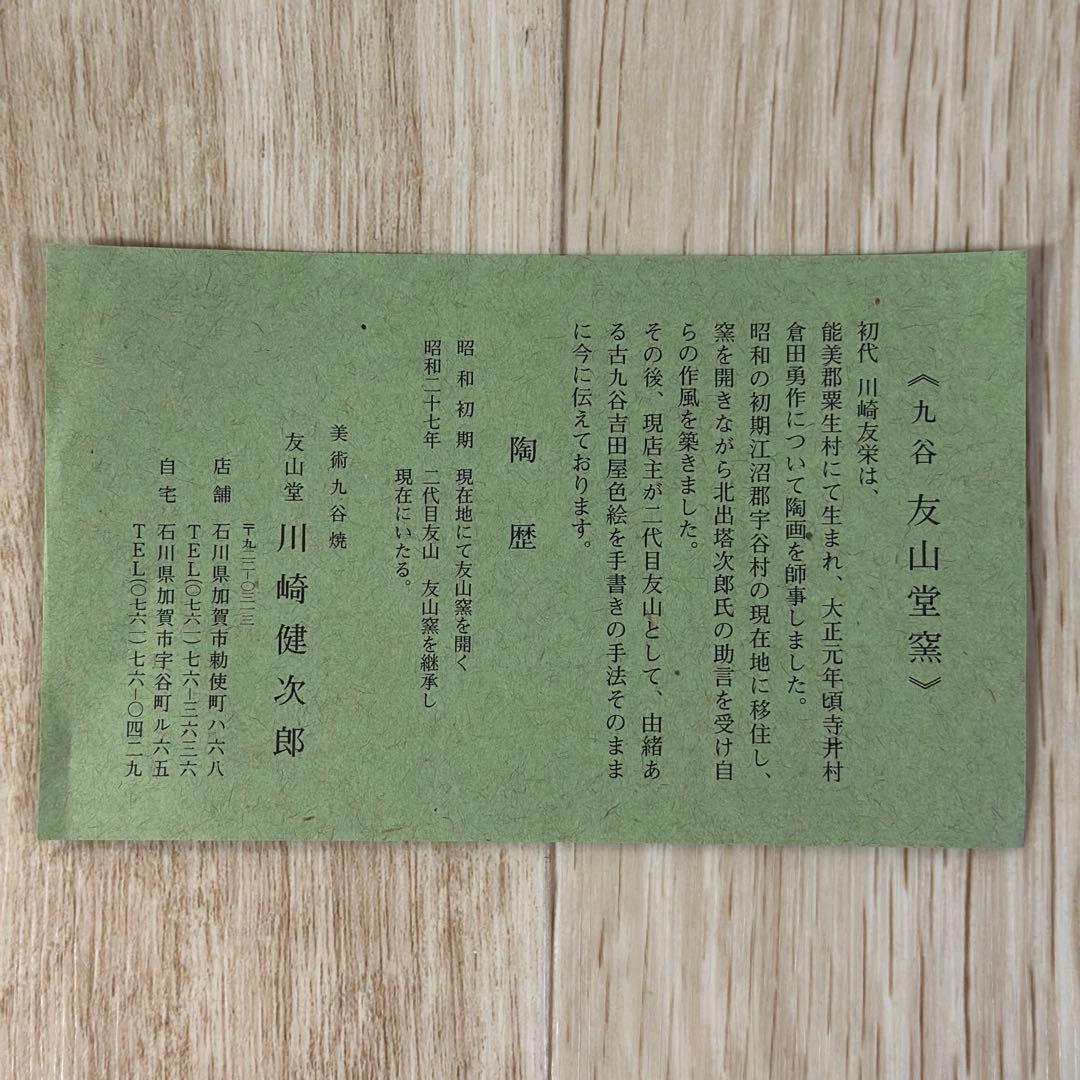 《九谷 友山堂窯》
初代 川崎友栄は、
能美郡粟生村にて生まれ、大正元年頃寺井村
倉田勇作について陶画を師事しました。
昭和の初期江沼郡宇谷村の現在地に移住し、
窯を開きながら北出塔次郎氏の助言を受け自
らの作風を築きました。
その後、現店主が二代目友山として、由緒あ
る古九谷吉田屋色絵を手書きの手法そのまま
に今に伝えております。
陶歴
昭和初期 現在地にて友山窯を開く
昭和二十七年 二代目友山 友山窯を継承し
現在にいたる。
美術九谷焼
友山堂 川崎健次郎
〒九二二―〇三一三
店舗 石川県加賀市勅使町ハ六八
TEL(〇七六一)七六―三六三六
自宅 石川県加賀市宇谷町ル六五
TEL(〇七六一)七六―〇四二九